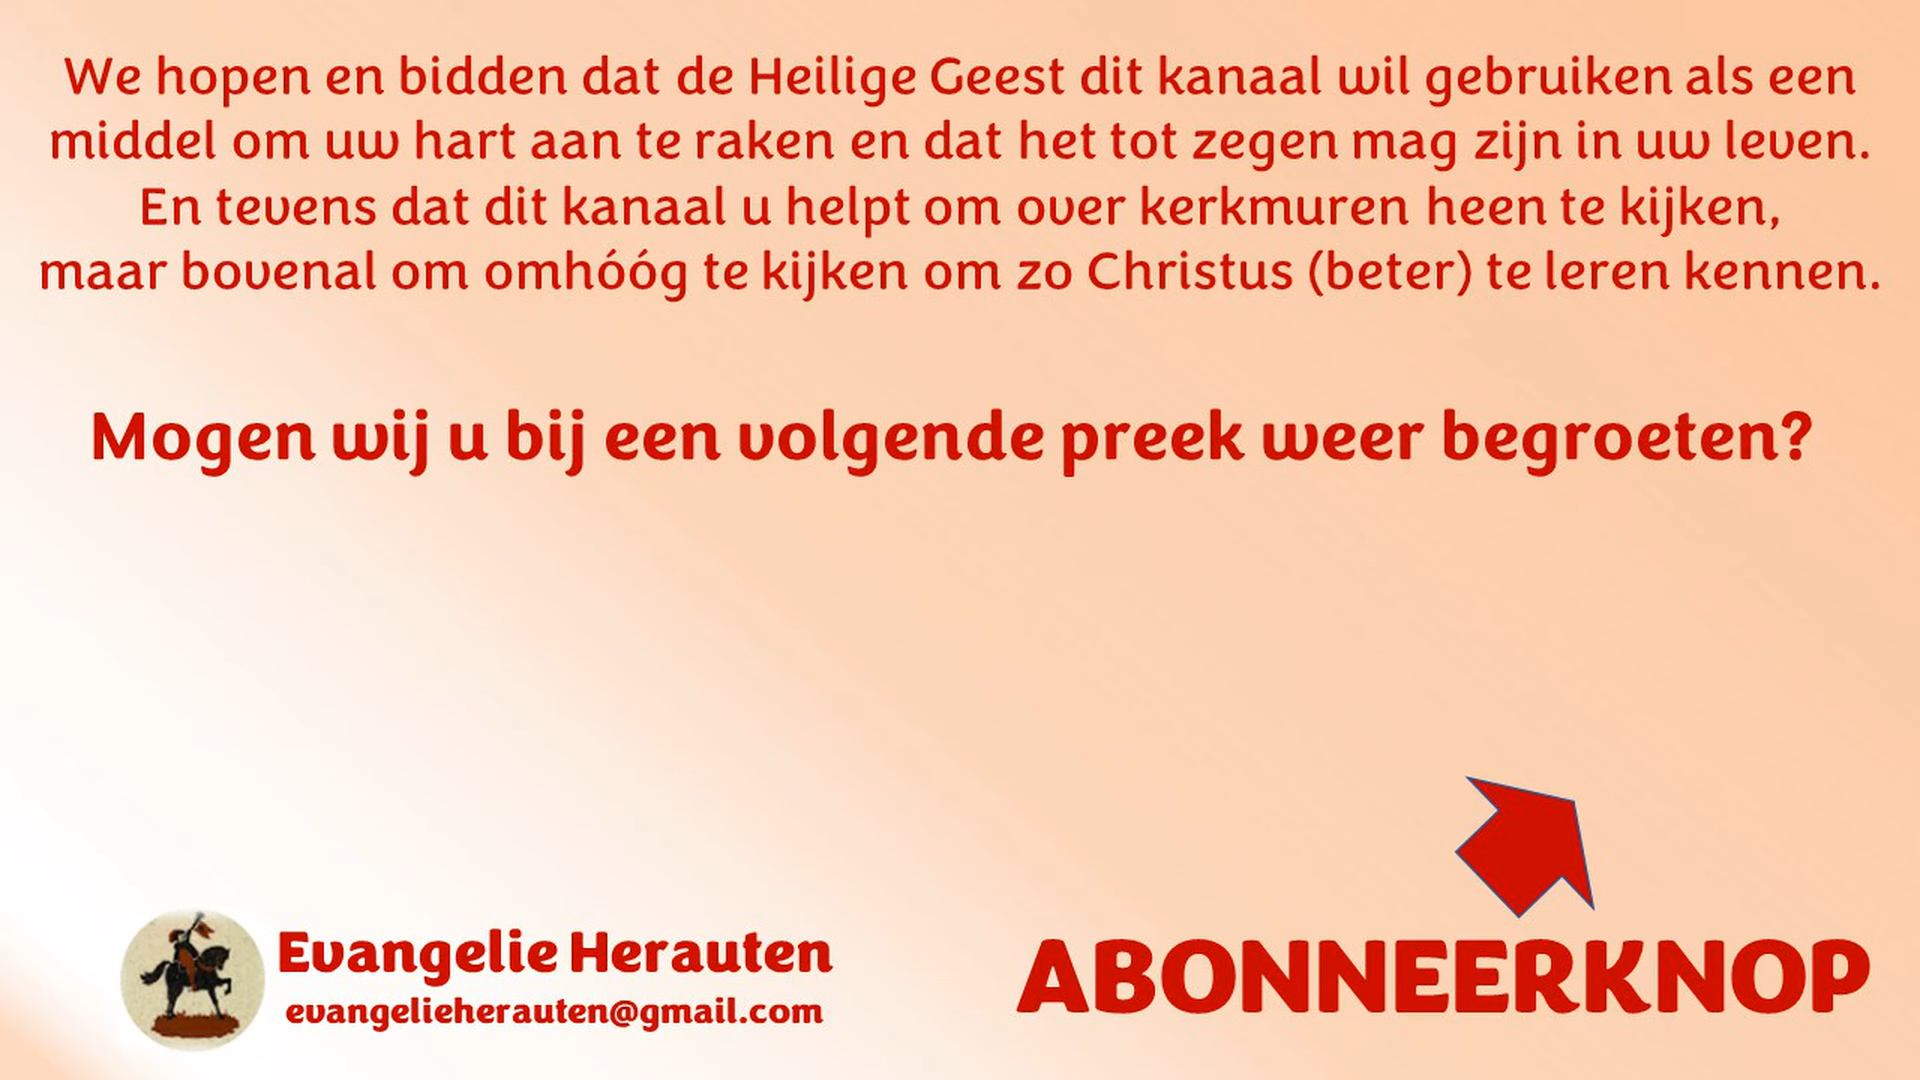 We hopen en bidden dat de Heilige Geest dit kanaal wil gebruiken als een
middel om uw hart aan te raken en dat het tot zegen mag zijn in uw leven.
En tevens dat dit kanaal u helpt om over kerkmuren heen te kijken,
maar bovenal om omhóóg te kijken om zo Christus (beter) te leren kennen.
Mogen wij u bij een volgende preek weer begroeten?
Evangelie Herauten
evangelieherauten@gmail.com
ABONNEERKNOP